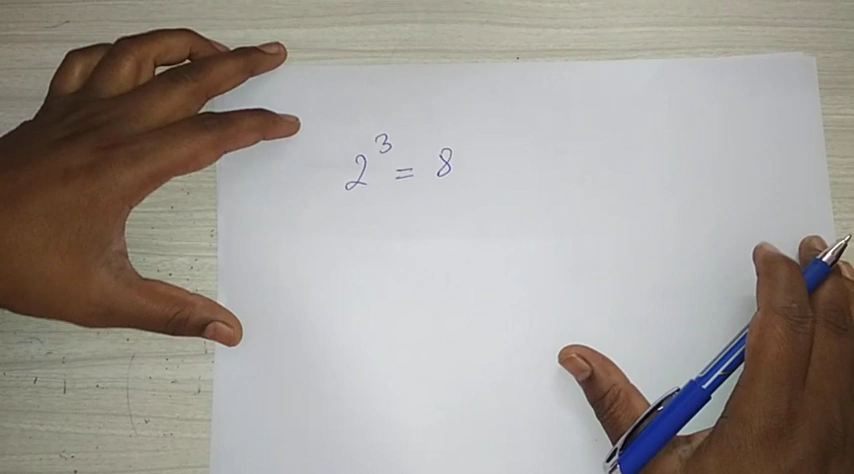 2³ = 8